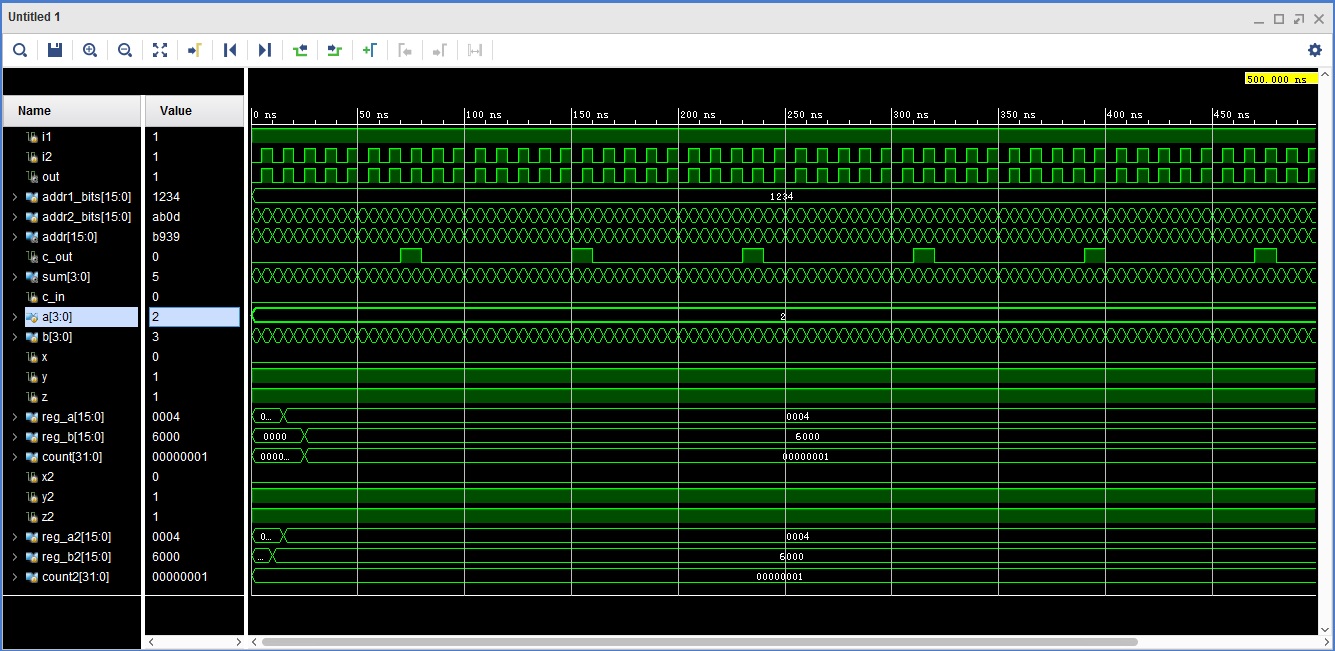 Untitled 1
500.000 ns
Name Value
0 ns 50 ns 100 ns 150 ns 200 ns 250 ns 300 ns 350 ns 400 ns 450 ns
i1 1
i2 1
out 1
addr1_bits[15:0] 1234 1234
addr2_bits[15:0] ab0d
addr[15:0] b939
c_out 0
sum[3:0] 5
c_in 0
a[3:0] 2 2
b[3:0] 3
x 0
y 1
z 1
reg_a[15:0] 0004 0... 0004
reg_b[15:0] 6000 0000 6000
count[31:0] 00000001 0000... 00000001
x2 0
y2 1
z2 1
reg_a2[15:0] 0004 0... 0004
reg_b2[15:0] 6000 ... 6000
count2[31:0] 00000001 00000001